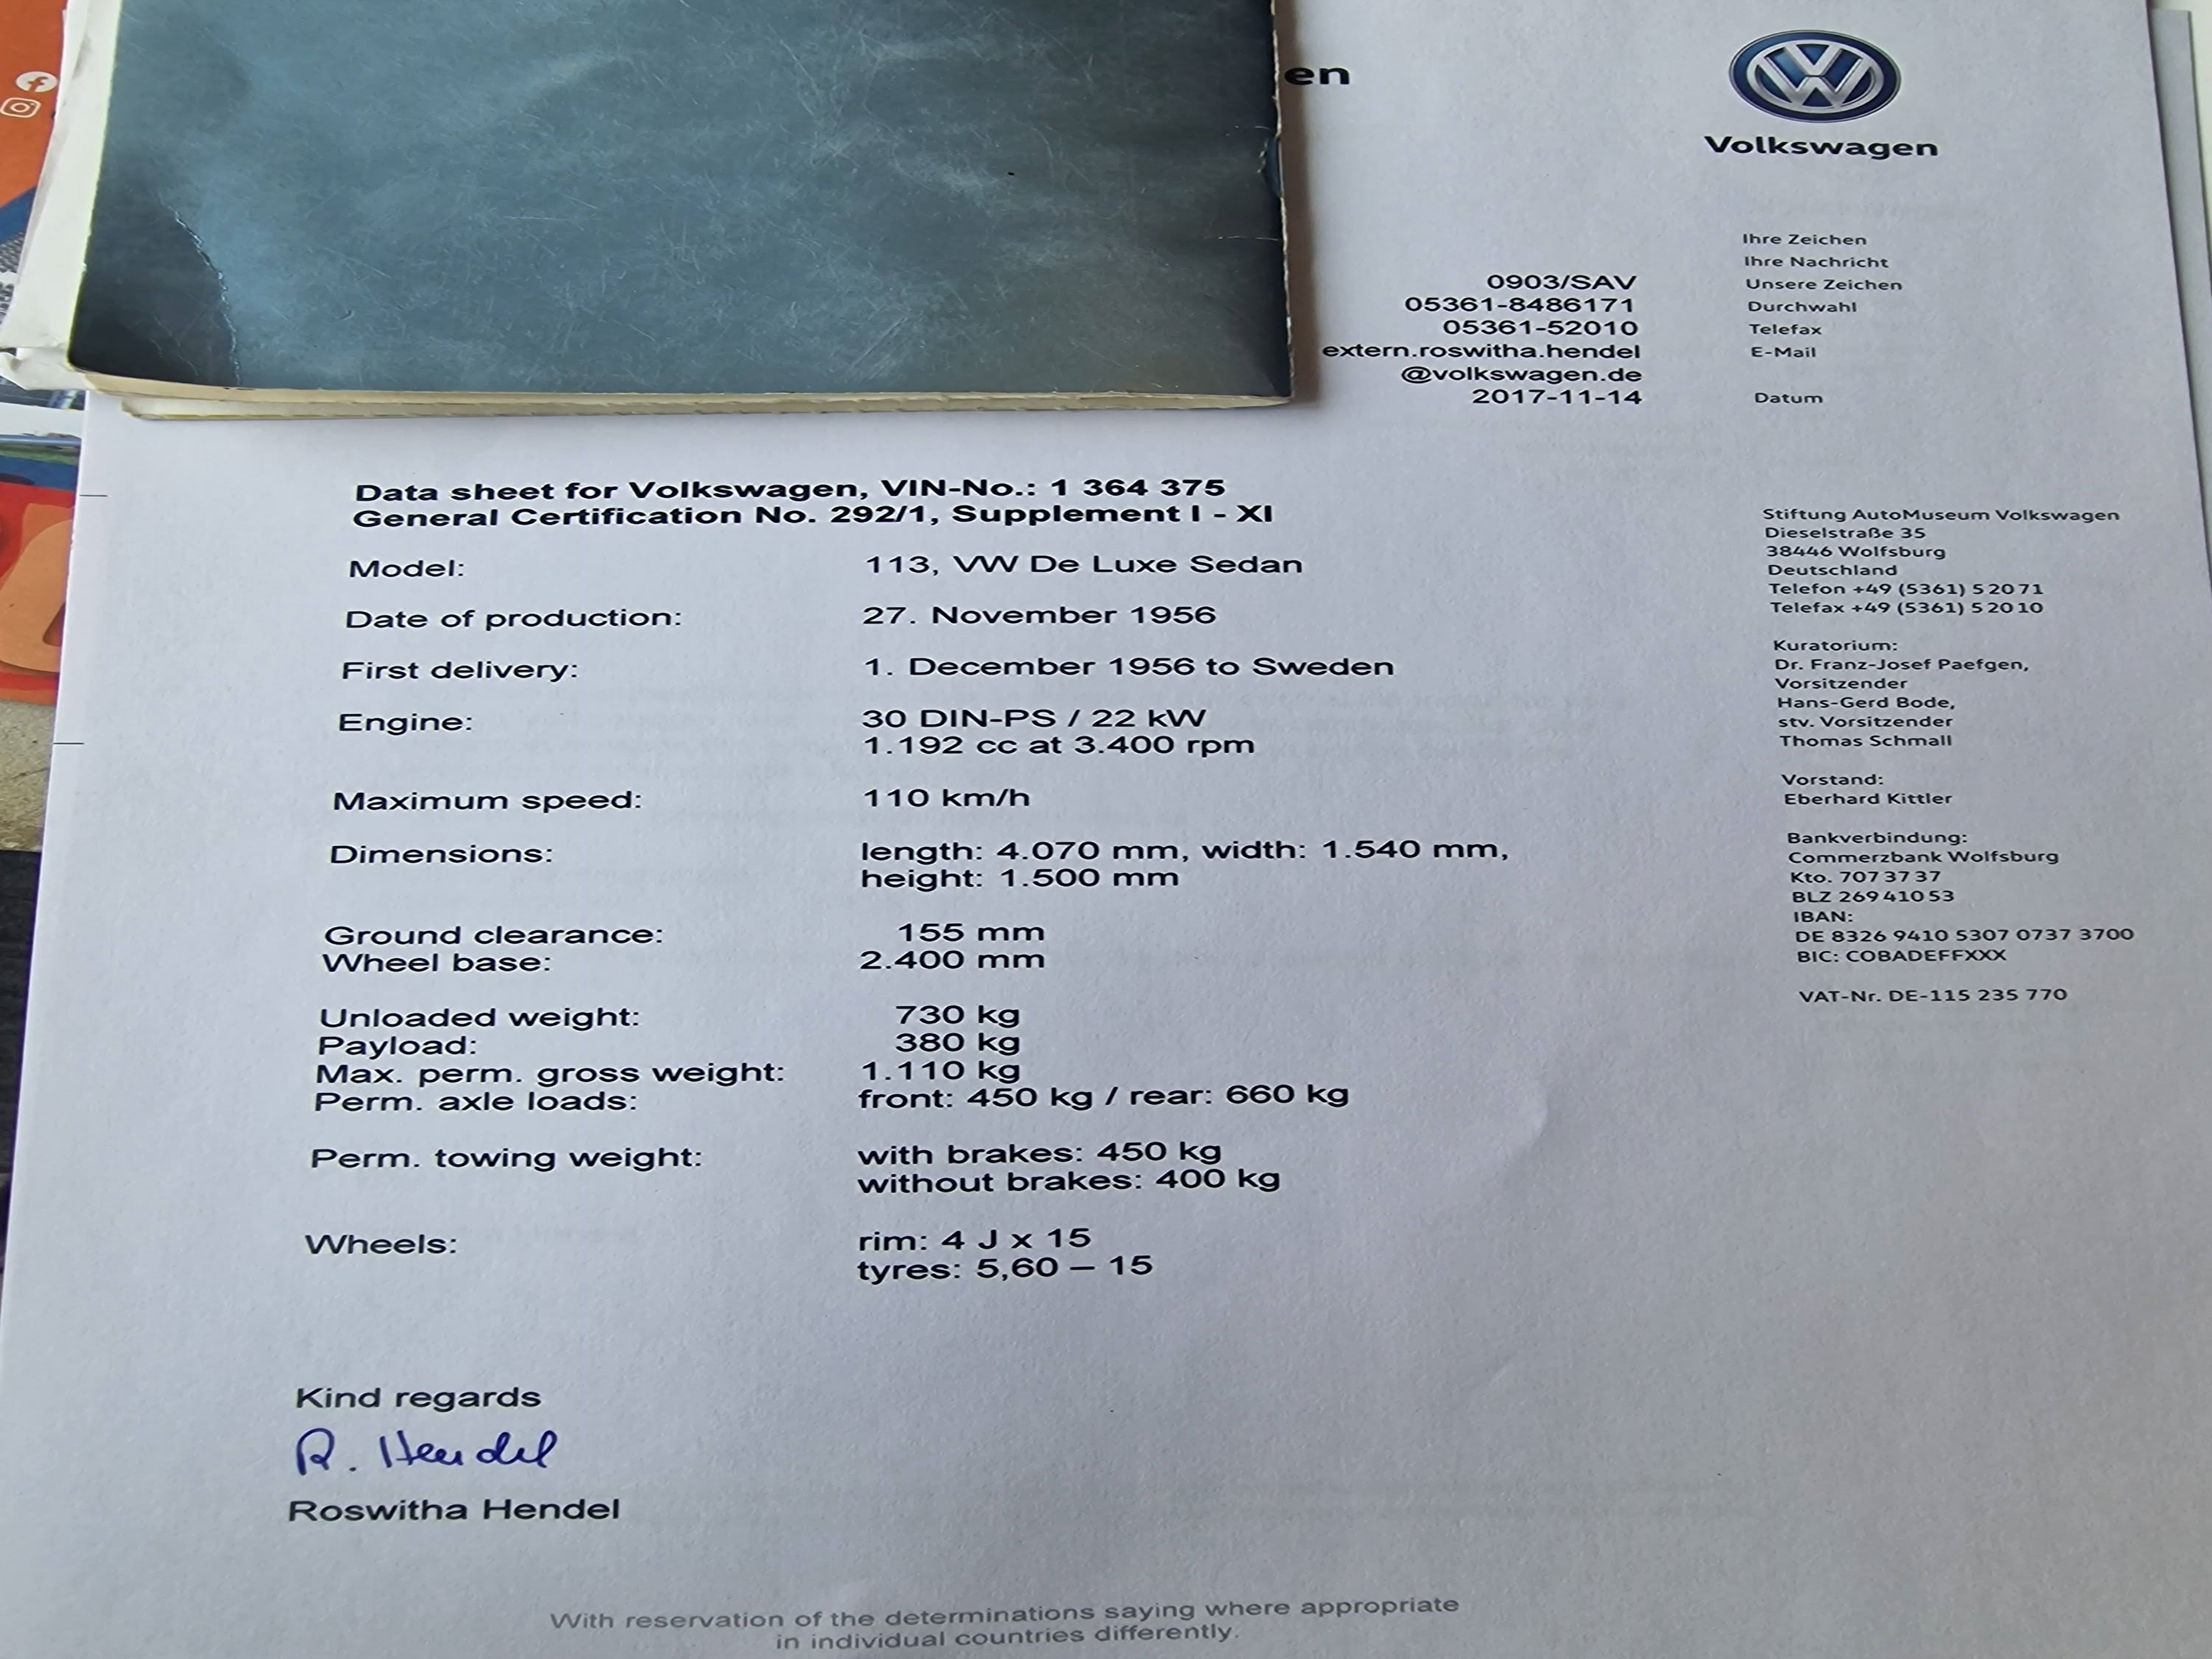 en
Volkswagen
0903/SAV Ihre Zeichen
05361-8486171 Ihre Nachricht
05361-52010 Unsere Zeichen
extern.roswitha.hendel Durchwahl
@volkswagen.de Telefax
2017-11-14 E-Mail
Datum
Data sheet for Volkswagen, VIN-No.: 1 364 375
General Certification No. 292/1, Supplement I - XI
Model: 113, VW De Luxe Sedan
Date of production: 27. November 1956
First delivery: 1. December 1956 to Sweden
Engine: 30 DIN-PS / 22 kW
1.192 cc at 3.400 rpm
Maximum speed: 110 km/h
Dimensions: length: 4.070 mm, width: 1.540 mm,
height: 1.500 mm
Ground clearance: 155 mm
Wheel base: 2.400 mm
Unloaded weight: 730 kg
Payload: 380 kg
Max. perm. gross weight: 1.110 kg
Perm. axle loads: front: 450 kg / rear: 660 kg
Perm. towing weight: with brakes: 450 kg
without brakes: 400 kg
Wheels: rim: 4 J x 15
tyres: 5,60 – 15
Kind regards
R. Hendel
Roswitha Hendel
With reservation of the determinations saying where appropriate
in individual countries differently.
Stiftung AutoMuseum Volkswagen
Dieselstraße 35
38446 Wolfsburg
Deutschland
Telefon +49 (5361) 5 20 71
Telefax +49 (5361) 5 20 10
Kuratorium:
Dr. Franz-Josef Paefgen,
Vorsitzender
Hans-Gerd Bode,
stv. Vorsitzender
Thomas Schmall
Vorstand:
Eberhard Kittler
Bankverbindung:
Commerzbank Wolfsburg
Kto. 707 37 37
BLZ 269 410 53
IBAN:
DE 8326 9410 5307 0737 3700
BIC: COBADEFFXXX
VAT-Nr. DE-115 235 770